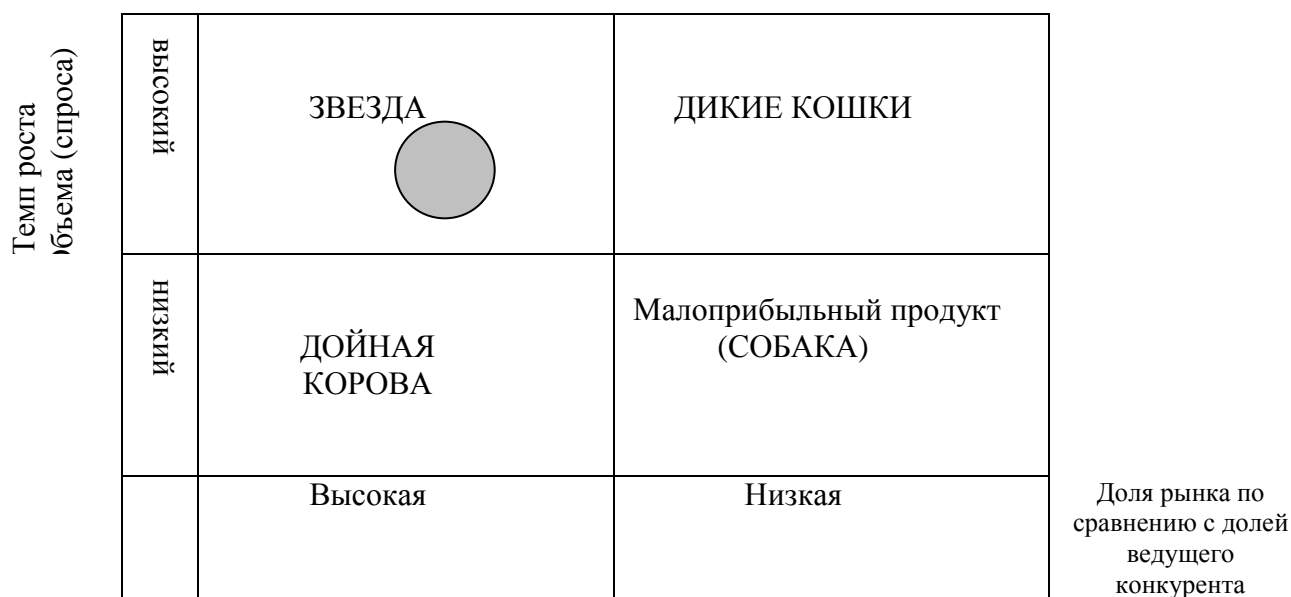 Темп роста
объема (спроса)
высокий
ЗВЕЗДА
ДИКИЕ КОШКИ
низкий
ДОЙНАЯ
КОРОВА
Малоприбыльный продукт
(СОБАКА)
Высокая
Низкая
Доля рынка по
сравнению с долей
ведущего
конкурента